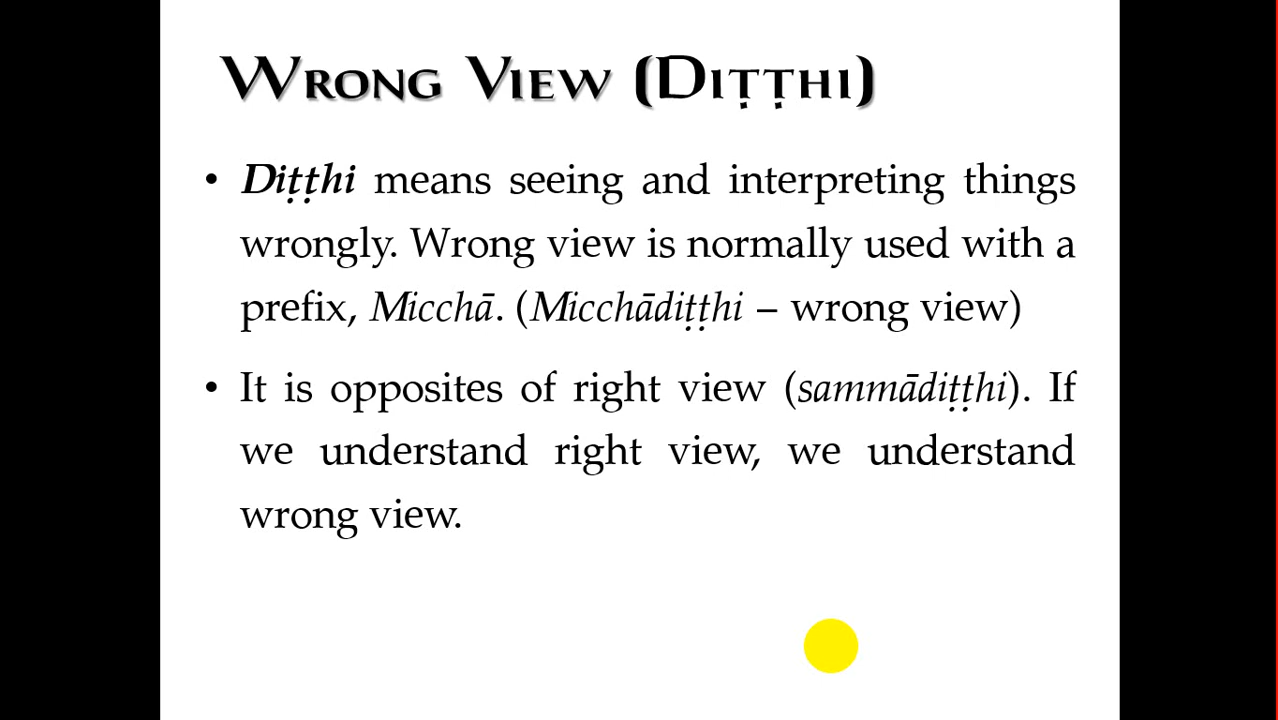 WRONG VIEW (DIṬṬHI)
• Diṭṭhi means seeing and interpreting things
wrongly. Wrong view is normally used with a
prefix, Micchā. (Micchādiṭṭhi – wrong view)
• It is opposites of right view (sammādiṭṭhi). If
we understand right view, we understand
wrong view.